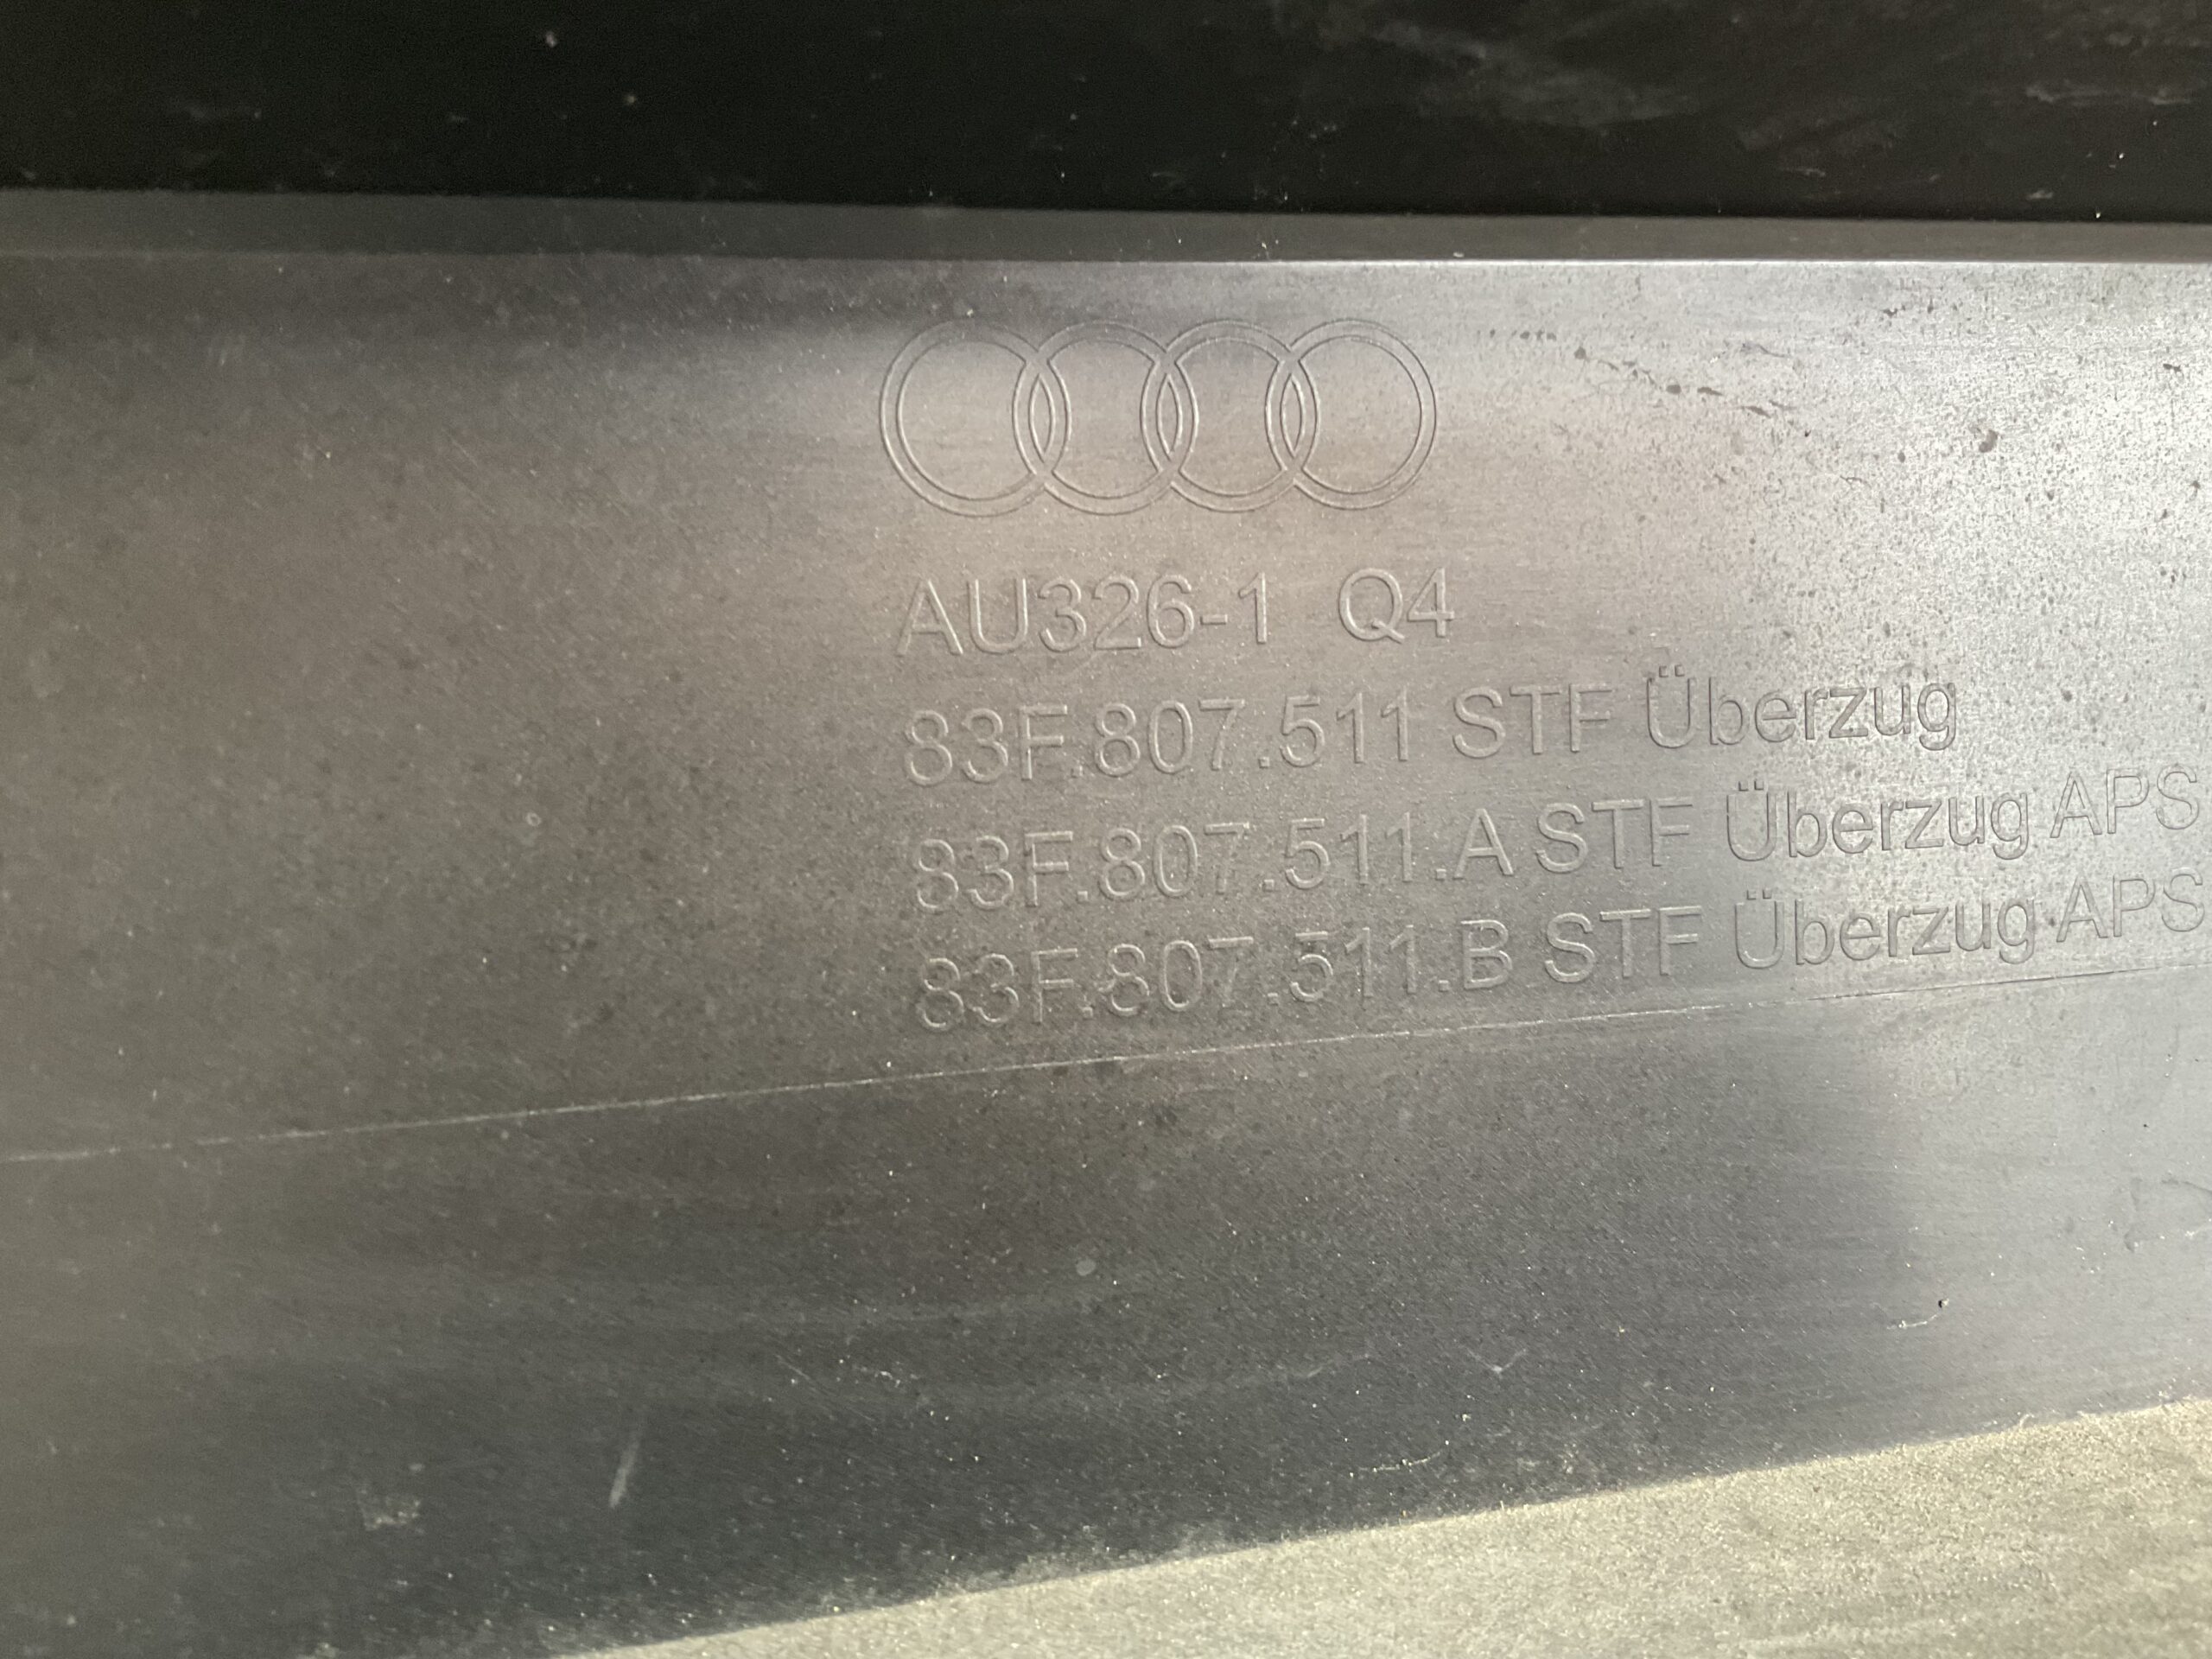 AU326-1 Q4
83F.807.511 STF Überzug
83F.807.511.A STF Überzug APS
83F.807.511.B STF Überzug APS